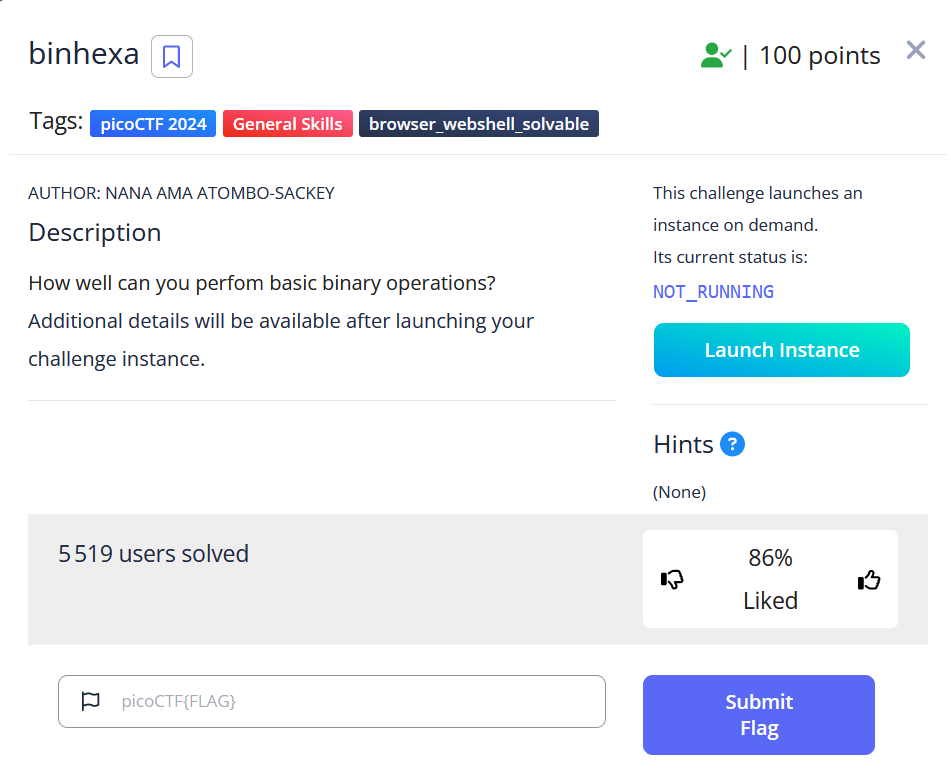 binhexa
| 100 points
Tags: picoCTF 2024 General Skills browser_webshell_solvable
AUTHOR: NANA AMA ATOMBO-SACKEY
Description
How well can you perfom basic binary operations?
Additional details will be available after launching your
challenge instance.
This challenge launches an
instance on demand.
Its current status is:
NOT_RUNNING
Launch Instance
Hints ?
(None)
5519 users solved
86%
Liked
picoCTF{FLAG}
Submit
Flag